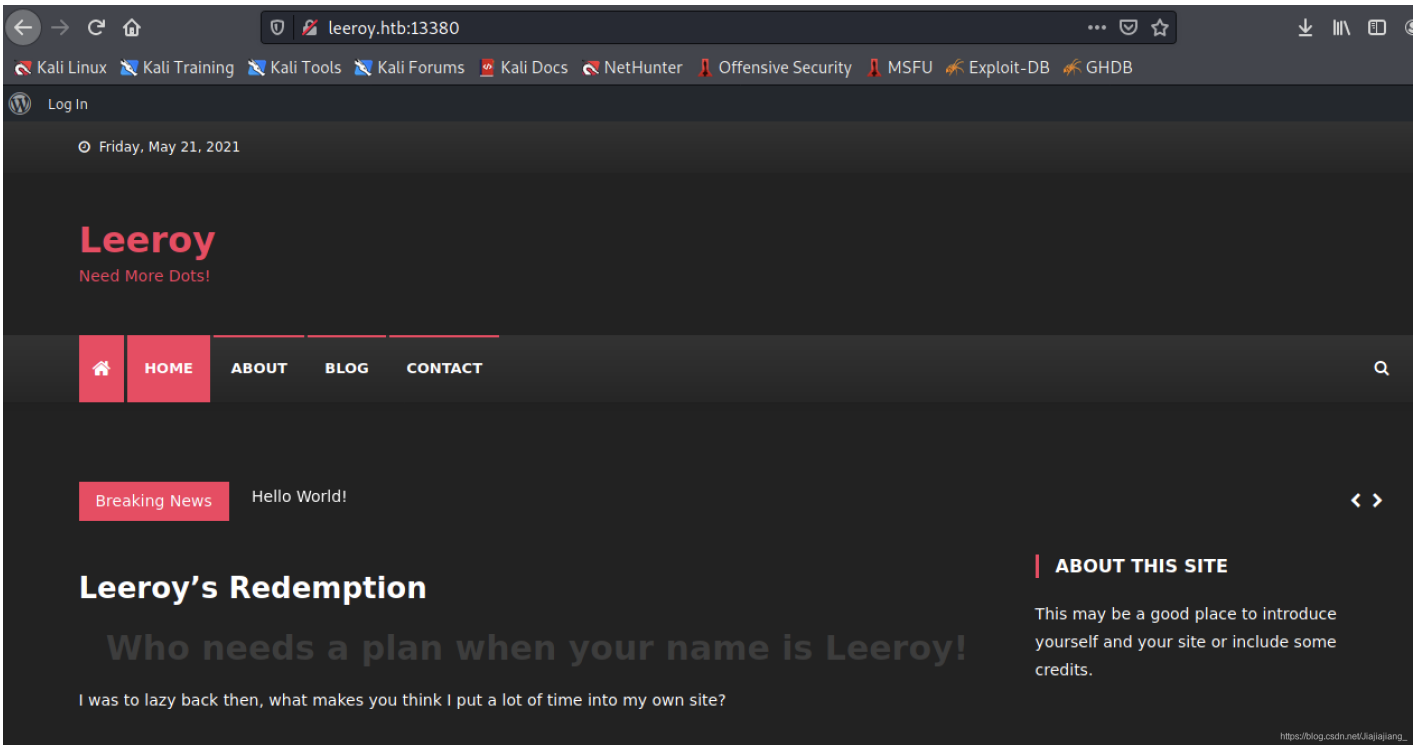 leeroy.htb:13380
Kali Linux Kali Training Kali Tools Kali Forums Kali Docs NetHunter Offensive Security MSFU Exploit-DB GHDB
Log In
Friday, May 21, 2021
Leeroy
Need More Dots!
HOME ABOUT BLOG CONTACT
Breaking News Hello World!
Leeroy’s Redemption
Who needs a plan when your name is Leeroy!
I was to lazy back then, what makes you think I put a lot of time into my own site?
ABOUT THIS SITE
This may be a good place to introduce
yourself and your site or include some
credits.
https://blog.csdn.net/Jiajiajiang_